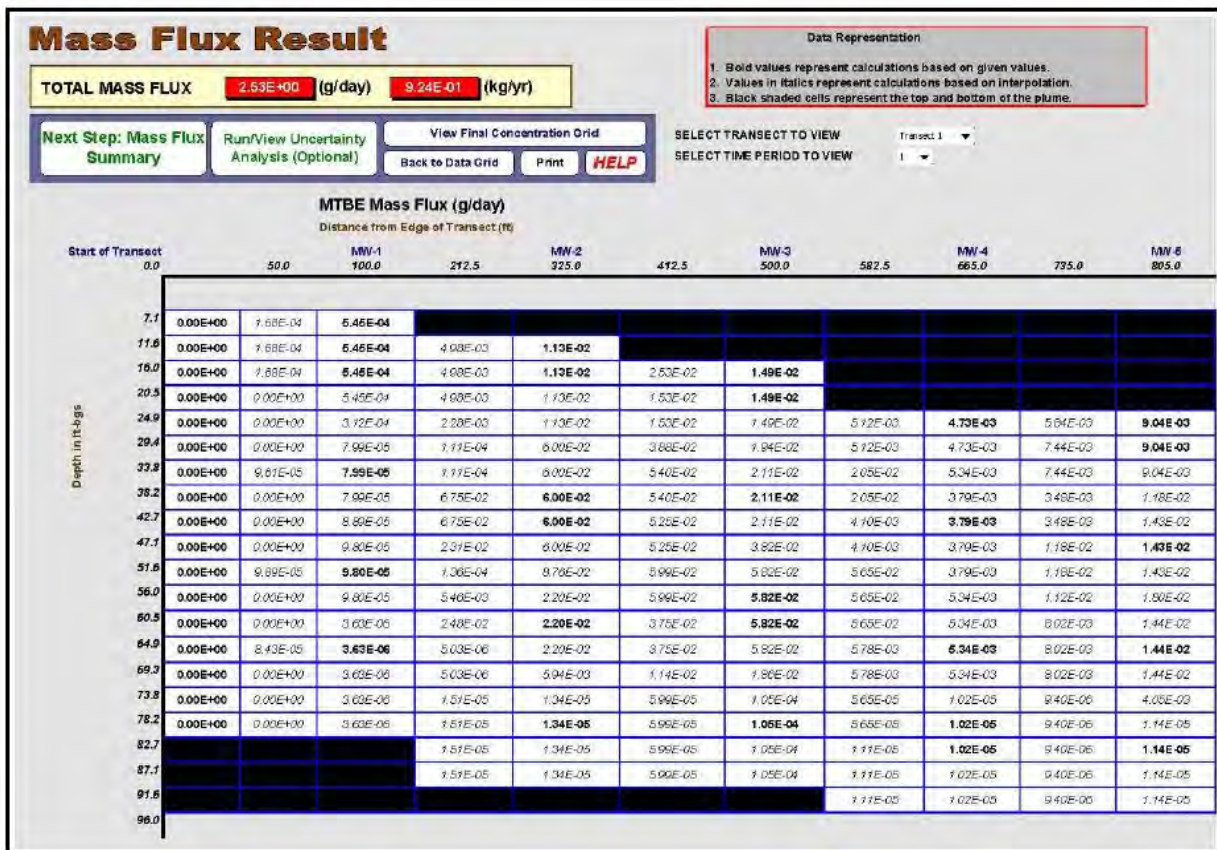 Mass Flux Result
TOTAL MASS FLUX 2.53E+00 (g/day) 9.24E-01 (kg/yr)
Data Representation
1. Bold values represent calculations based on given values.
2. Values in italics represent calculations based on interpolation.
3. Black shaded cells represent the top and bottom of the plume.
Next Step: Mass Flux
Summary
Run/View Uncertainty
Analysis (Optional)
View Final Concentration Grid
Back to Data Grid Print HELP
SELECT TRANSECT TO VIEW Transect 1
SELECT TIME PERIOD TO VIEW 1
MTBE Mass Flux (g/day)
Distance from Edge of Transect (ft)
Start of Transect MW-1 MW-2 MW-3 MW-4 MW-5
0.0 50.0 100.0 212.5 325.0 412.5 500.0 582.5 665.0 735.0 805.0
Depth in ft-bgs
7.1 0.00E+00 1.68E-04 5.45E-04
11.6 0.00E+00 1.68E-04 5.45E-04 4.98E-03 1.13E-02
16.0 0.00E+00 1.68E-04 5.45E-04 4.98E-03 1.13E-02 2.53E-02 1.49E-02
20.5 0.00E+00 0.00E+00 5.45E-04 4.98E-03 1.13E-02 1.53E-02 1.49E-02
24.9 0.00E+00 0.00E+00 3.12E-04 2.28E-03 1.13E-02 1.53E-02 1.49E-02 5.12E-03 4.73E-03 5.64E-03 9.04E-03
29.4 0.00E+00 0.00E+00 7.99E-05 1.11E-04 6.00E-02 3.88E-02 1.94E-02 5.12E-03 4.73E-03 7.44E-03 9.04E-03
33.8 0.00E+00 9.61E-05 7.99E-05 1.11E-04 6.00E-02 5.40E-02 2.11E-02 2.05E-02 5.34E-03 7.44E-03 9.04E-03
38.2 0.00E+00 0.00E+00 7.99E-05 6.75E-02 6.00E-02 5.40E-02 2.11E-02 2.05E-02 3.79E-03 3.48E-03 1.18E-02
42.7 0.00E+00 0.00E+00 8.89E-05 6.75E-02 6.00E-02 5.25E-02 2.11E-02 4.10E-03 3.79E-03 3.48E-03 1.43E-02
47.1 0.00E+00 0.00E+00 9.80E-05 2.31E-02 6.00E-02 5.25E-02 3.82E-02 4.10E-03 3.79E-03 1.18E-02 1.43E-02
51.6 0.00E+00 9.89E-05 9.80E-05 1.36E-04 8.76E-02 5.99E-02 5.82E-02 5.65E-02 3.79E-03 1.18E-02 1.43E-02
56.0 0.00E+00 0.00E+00 9.80E-05 5.46E-03 2.20E-02 5.99E-02 5.82E-02 5.65E-02 5.34E-03 1.12E-02 1.80E-02
60.5 0.00E+00 0.00E+00 3.63E-05 2.48E-02 2.20E-02 3.75E-02 5.82E-02 5.65E-02 5.34E-03 8.02E-03 1.44E-02
64.9 0.00E+00 8.43E-05 3.63E-06 5.03E-06 2.20E-02 3.75E-02 5.82E-02 5.78E-03 5.34E-03 8.02E-03 1.44E-02
69.3 0.00E+00 0.00E+00 3.63E-06 5.03E-06 5.94E-03 1.14E-02 1.86E-02 5.78E-03 5.34E-03 8.02E-03 1.44E-02
73.8 0.00E+00 0.00E+00 3.63E-06 1.51E-05 1.34E-05 5.99E-05 1.05E-04 5.65E-05 1.02E-05 9.40E-06 4.05E-03
78.2 0.00E+00 0.00E+00 3.63E-06 1.51E-05 1.34E-05 5.99E-05 1.05E-04 5.65E-05 1.02E-05 9.40E-06 1.14E-05
82.7 1.51E-05 1.34E-05 5.99E-05 1.05E-04 1.11E-05 1.02E-05 9.40E-06 1.14E-05
87.1 1.51E-05 1.34E-05 5.99E-05 1.05E-04 1.11E-05 1.02E-05 9.40E-06 1.14E-05
91.6 1.11E-05 1.02E-05 9.40E-06 1.14E-05
96.0